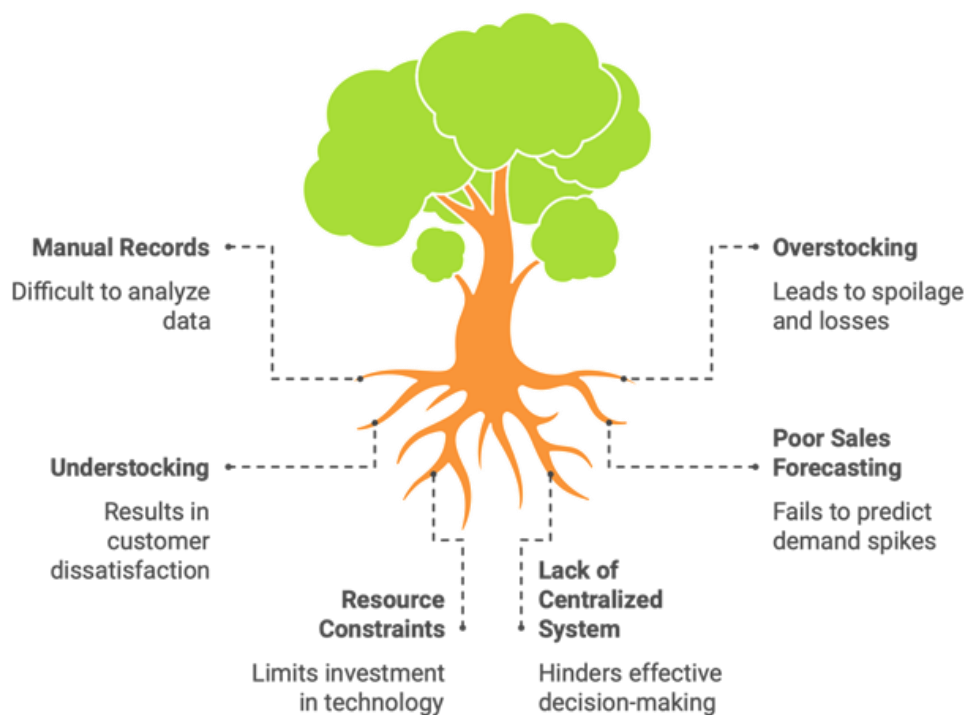 Manual Records
Difficult to analyze
data
Overstocking
Leads to spoilage
and losses
Understocking
Results in
customer
dissatisfaction
Poor Sales
Forecasting
Fails to predict
demand spikes
Resource
Constraints
Limits investment
in technology
Lack of
Centralized
System
Hinders effective
decision-making